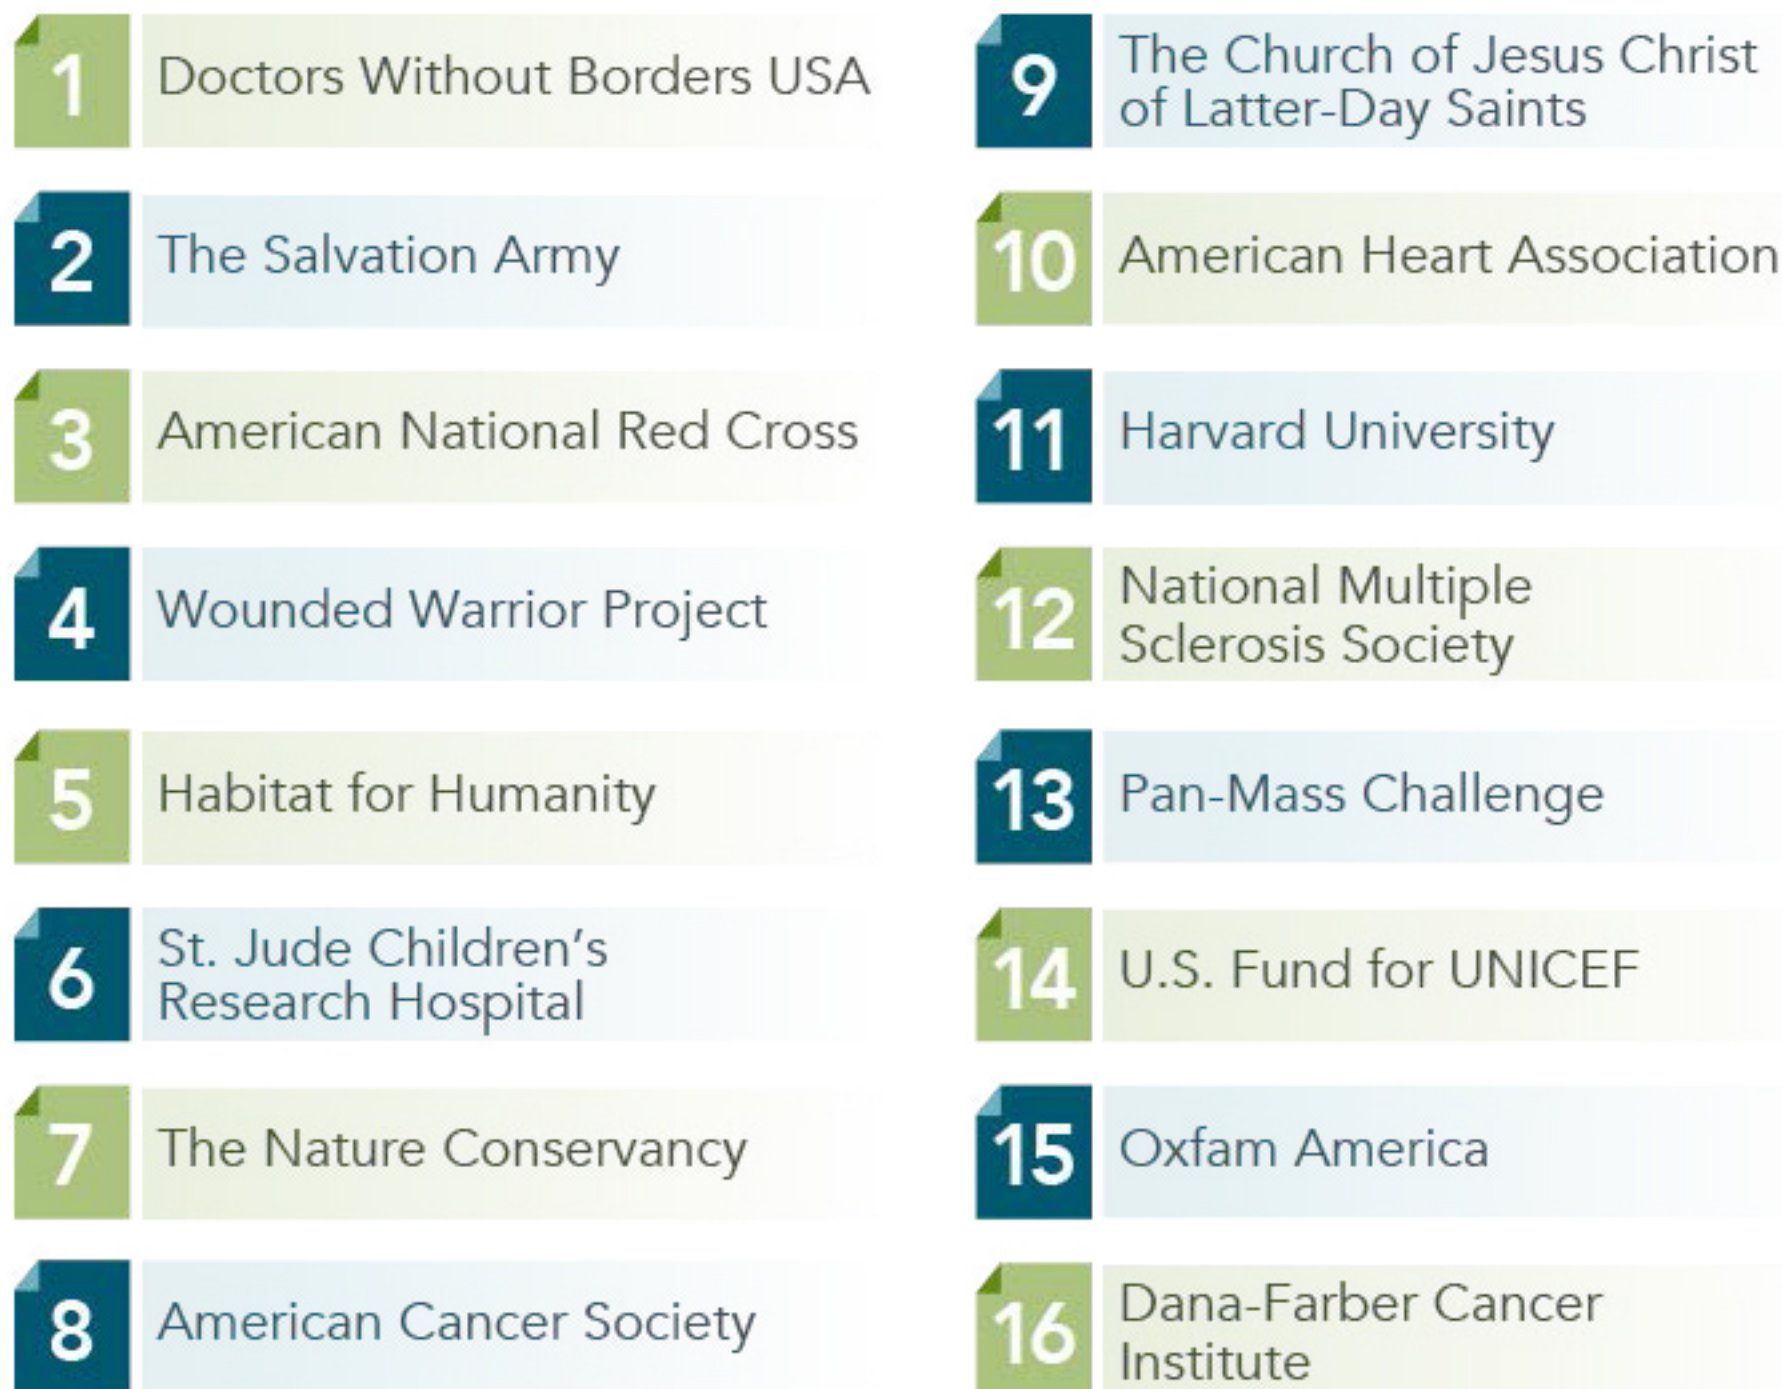 1 Doctors Without Borders USA
2 The Salvation Army
3 American National Red Cross
4 Wounded Warrior Project
5 Habitat for Humanity
6 St. Jude Children’s
Research Hospital
7 The Nature Conservancy
8 American Cancer Society
9 The Church of Jesus Christ
of Latter-Day Saints
10 American Heart Association
11 Harvard University
12 National Multiple
Sclerosis Society
13 Pan-Mass Challenge
14 U.S. Fund for UNICEF
15 Oxfam America
16 Dana-Farber Cancer
Institute